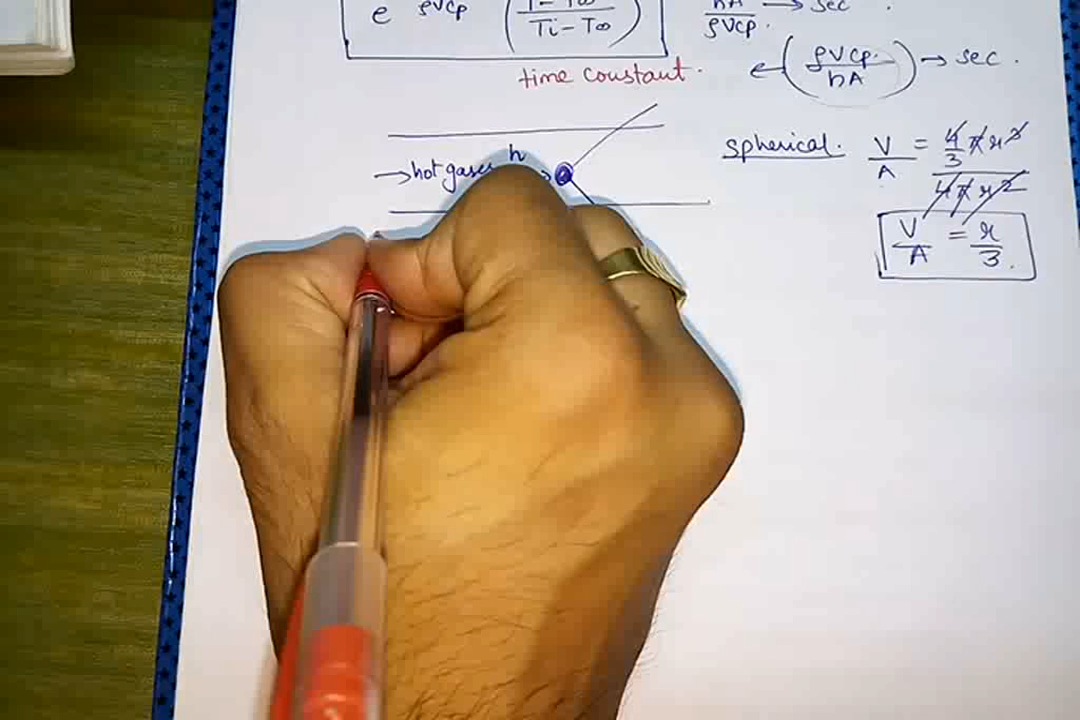 e ρVCp (T-T∞ / Ti-T∞)
hA/ρVCp → sec
time constant.
←(ρVCp/hA) → sec.
→ hot gases h
spherical. V/A = 4/3 π r³ / 4 π r²
V/A = r/3.